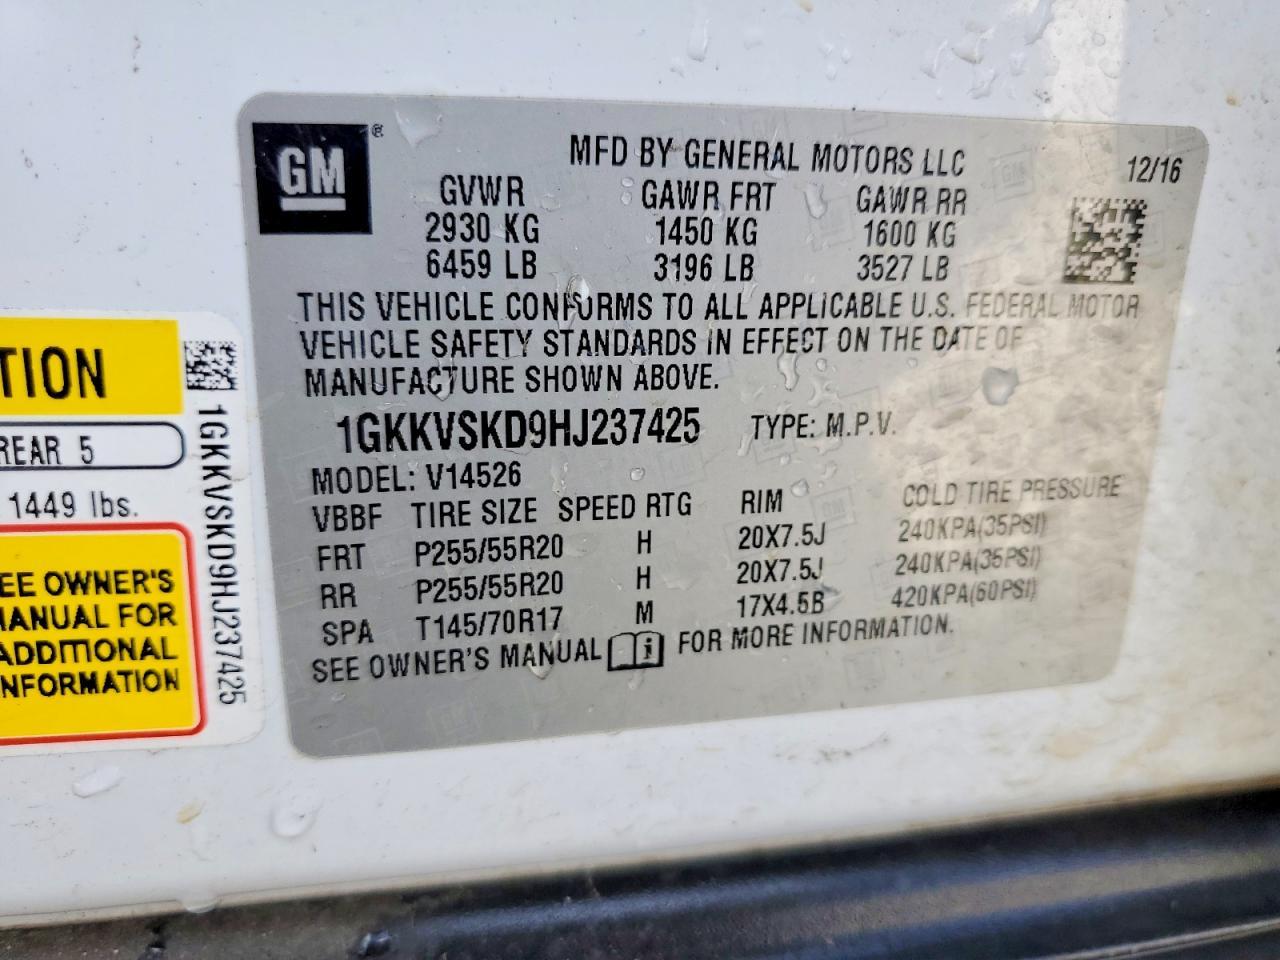 GM ®
MFD BY GENERAL MOTORS LLC 12/16
GVWR GAWR FRT GAWR RR
2930 KG 1450 KG 1600 KG
6459 LB 3196 LB 3527 LB
THIS VEHICLE CONFORMS TO ALL APPLICABLE U.S. FEDERAL MOTOR
VEHICLE SAFETY STANDARDS IN EFFECT ON THE DATE OF
MANUFACTURE SHOWN ABOVE.
1GKKVSKD9HJ237425 TYPE: M.P.V.
MODEL: V14526
VBBF TIRE SIZE SPEED RTG RIM COLD TIRE PRESSURE
FRT P255/55R20 H 20X7.5J 240KPA(35PSI)
RR P255/55R20 H 20X7.5J 240KPA(35PSI)
SPA T145/70R17 M 17X4.5B 420KPA(60PSI)
SEE OWNER'S MANUAL i FOR MORE INFORMATION.
TION
REAR 5
1449 lbs.
EE OWNER'S
ANUAL FOR
ADDITIONAL
NFORMATION
1GKKVSKD9HJ237425